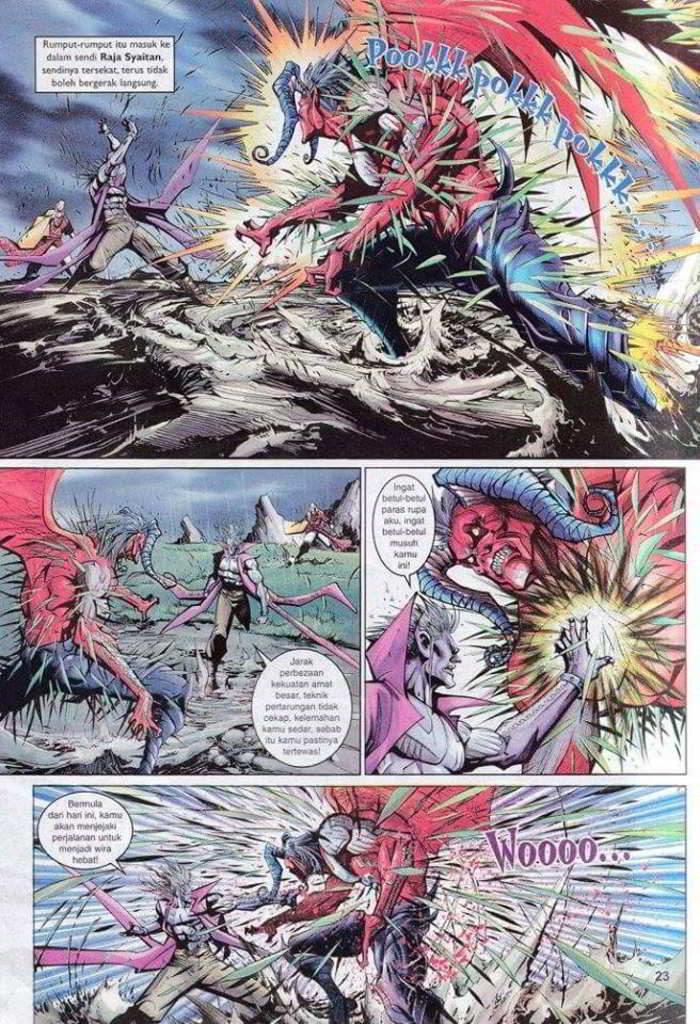 Rumput-rumput itu masuk ke
dalam sendi Raja Syaitan,
sendinya tersekat, terus tidak
boleh bergerak langsung.
Pookkk pokkk pokkk...
Jarak
perbezaan
kekuatan amat
besar, teknik
pertarungan tidak
cekap, kelemahan
kamu sedar, sebab
itu kamu pastinya
tertewas!
Ingat
betul-betul
paras rupa
aku, ingat
betul-betul
musuh
kamu
ini!
Bermula
dari hari ini, kamu
akan menjejaki
perjalanan untuk
menjadi wira
hebat!
Woooo...
23